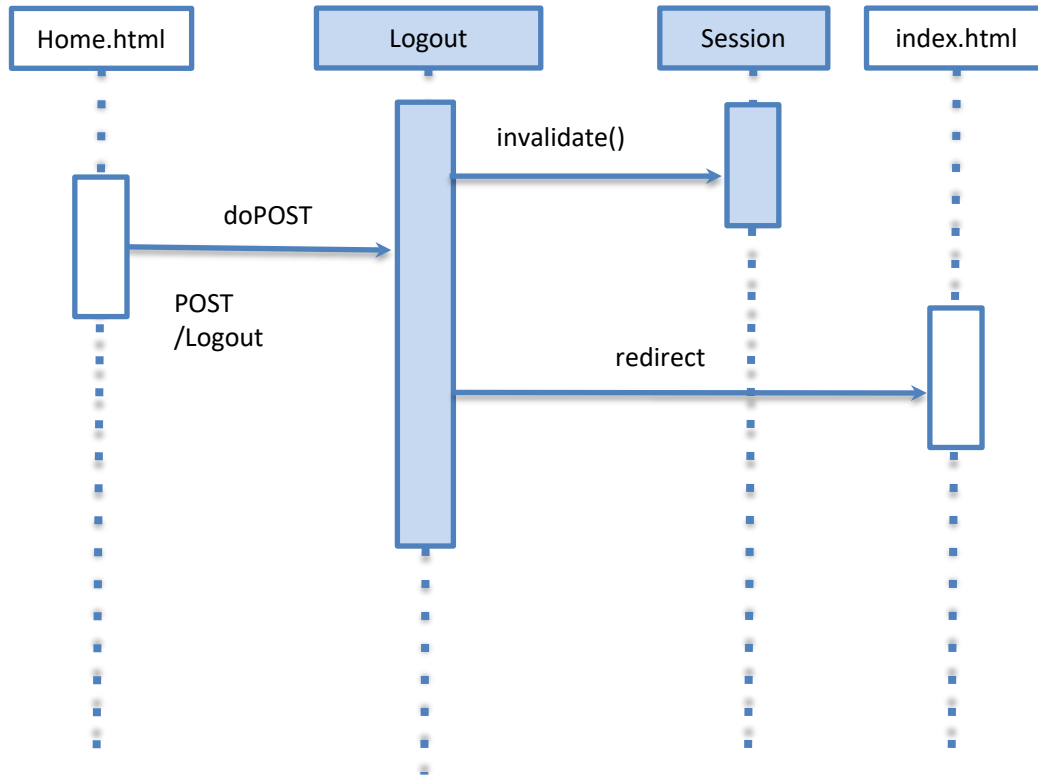 Home.html
Logout
Session
index.html
invalidate()
doPOST
POST
/Logout
redirect